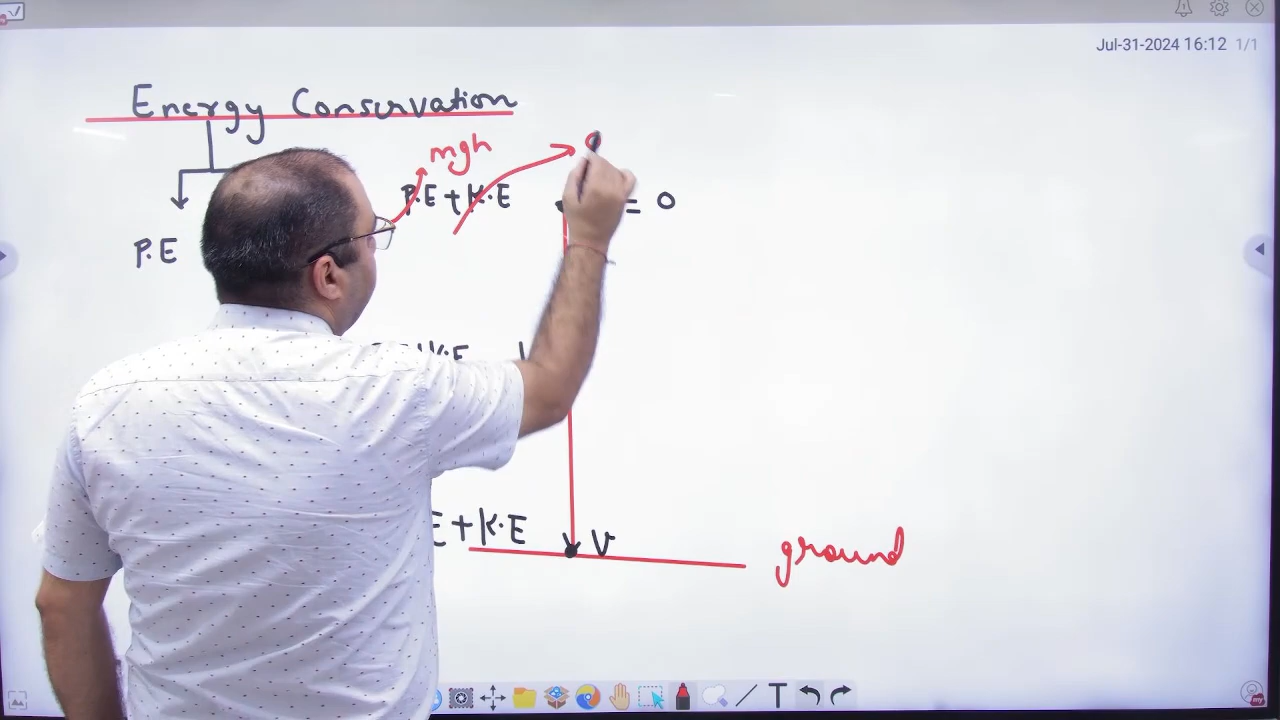 Jul-31-2024 16:12 1/1
Energy Conservation
mgh
P.E + K.E
= 0
P.E
K.E
E + K.E V
ground
T